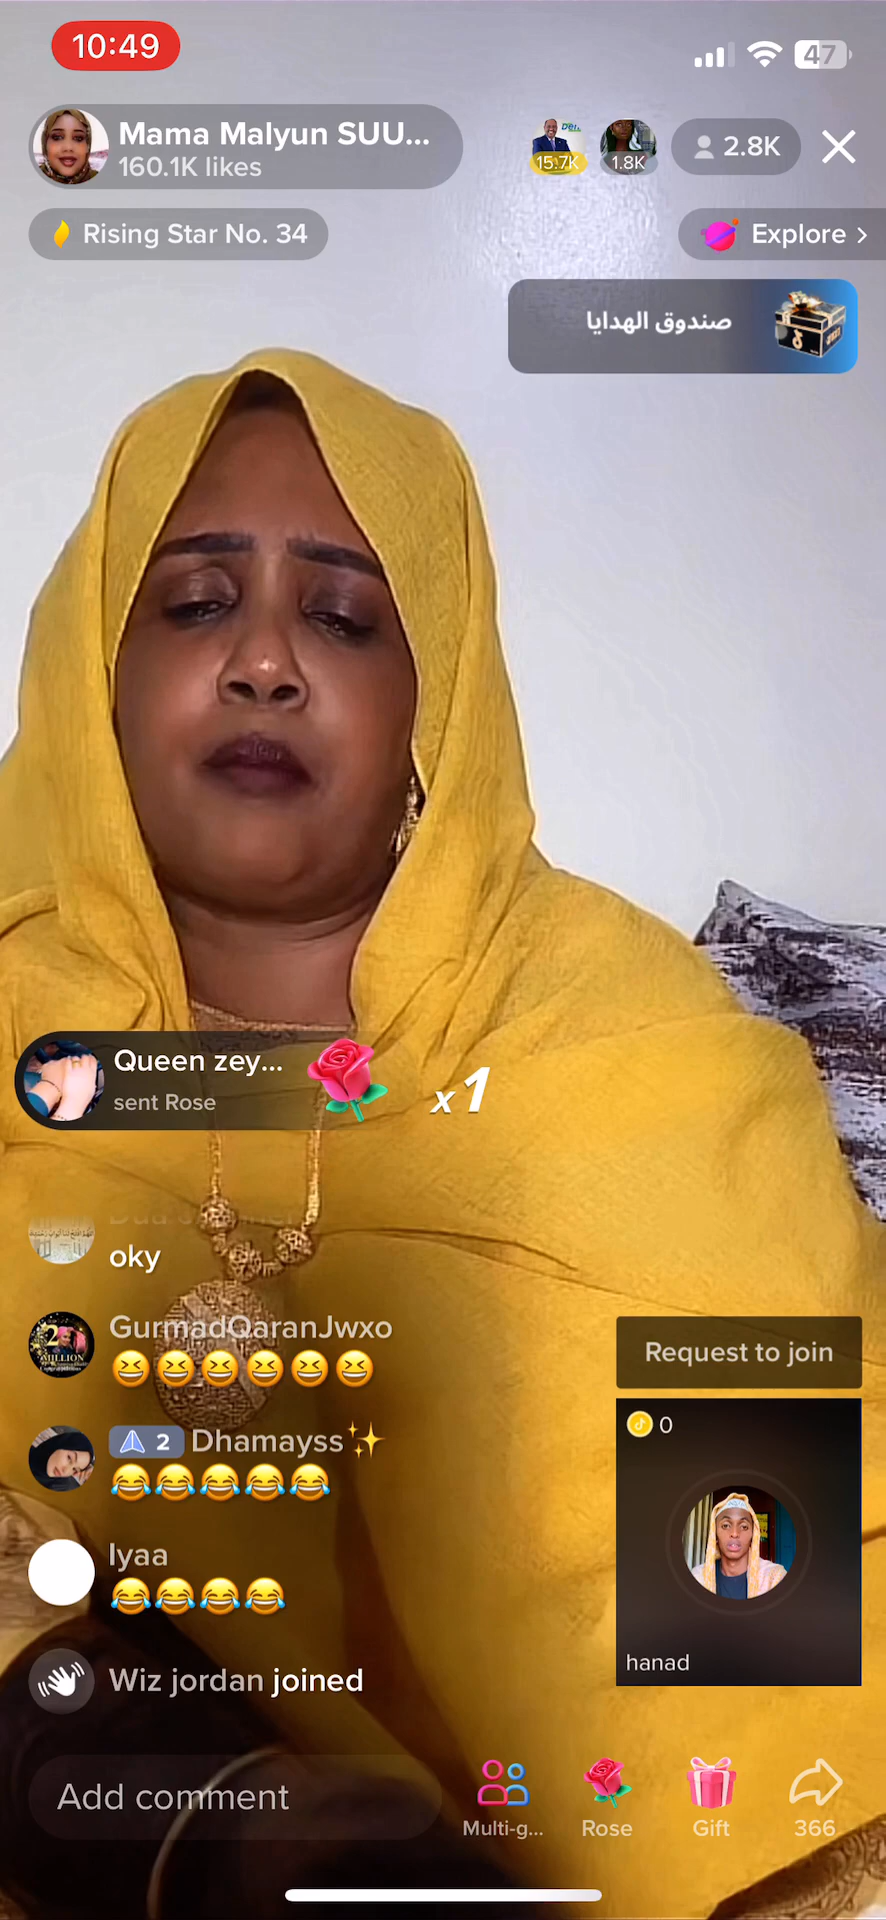 10:49
47
Mama Malyun SUU...
160.1K likes
15.7K
1.8K
2.8K
Rising Star No. 34
Explore
صندوق الهدايا
Queen zey...
sent Rose
x1
oky
GurmadQaranJwxo
😆😆😆😆😆😆
2 Dhamayss✨
😂😂😂😂😂
Iyaa
😂😂😂😂
Wiz jordan joined
Request to join
0
hanad
Add comment
Multi-g...
Rose
Gift
366